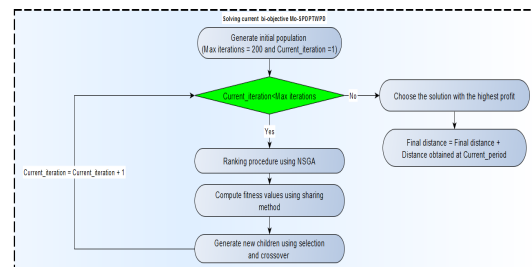 Solving current bi-objective Mo-SPDPTWPD
Generate initial population
(Max iterations = 200 and Current_iteration =1)
Current_iteration<Max iterations
No
Choose the solution with the highest profit
Yes
Final distance = Final distance +
Distance obtained at Current_period
Ranking procedure using NSGA
Current_iteration = Current_iteration + 1
Compute fitness values using sharing
method
Generate new children using selection
and crossover